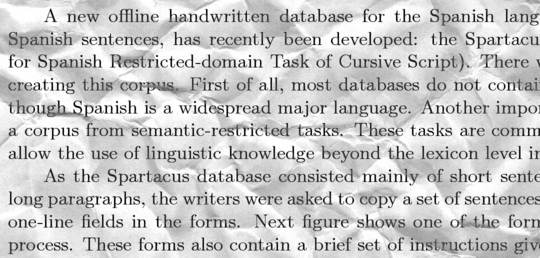 A new offline handwritten database for the Spanish lang
Spanish sentences, has recently been developed: the Spartacu
for Spanish Restricted-domain Task of Cursive Script). There
creating this corpus. First of all, most databases do not contai
though Spanish is a widespread major language. Another impor
a corpus from semantic-restricted tasks. These tasks are comm
allow the use of linguistic knowledge beyond the lexicon level in
As the Spartacus database consisted mainly of short sente
long paragraphs, the writers were asked to copy a set of sentences
one-line fields in the forms. Next figure shows one of the form
process. These forms also contain a brief set of instructions giv